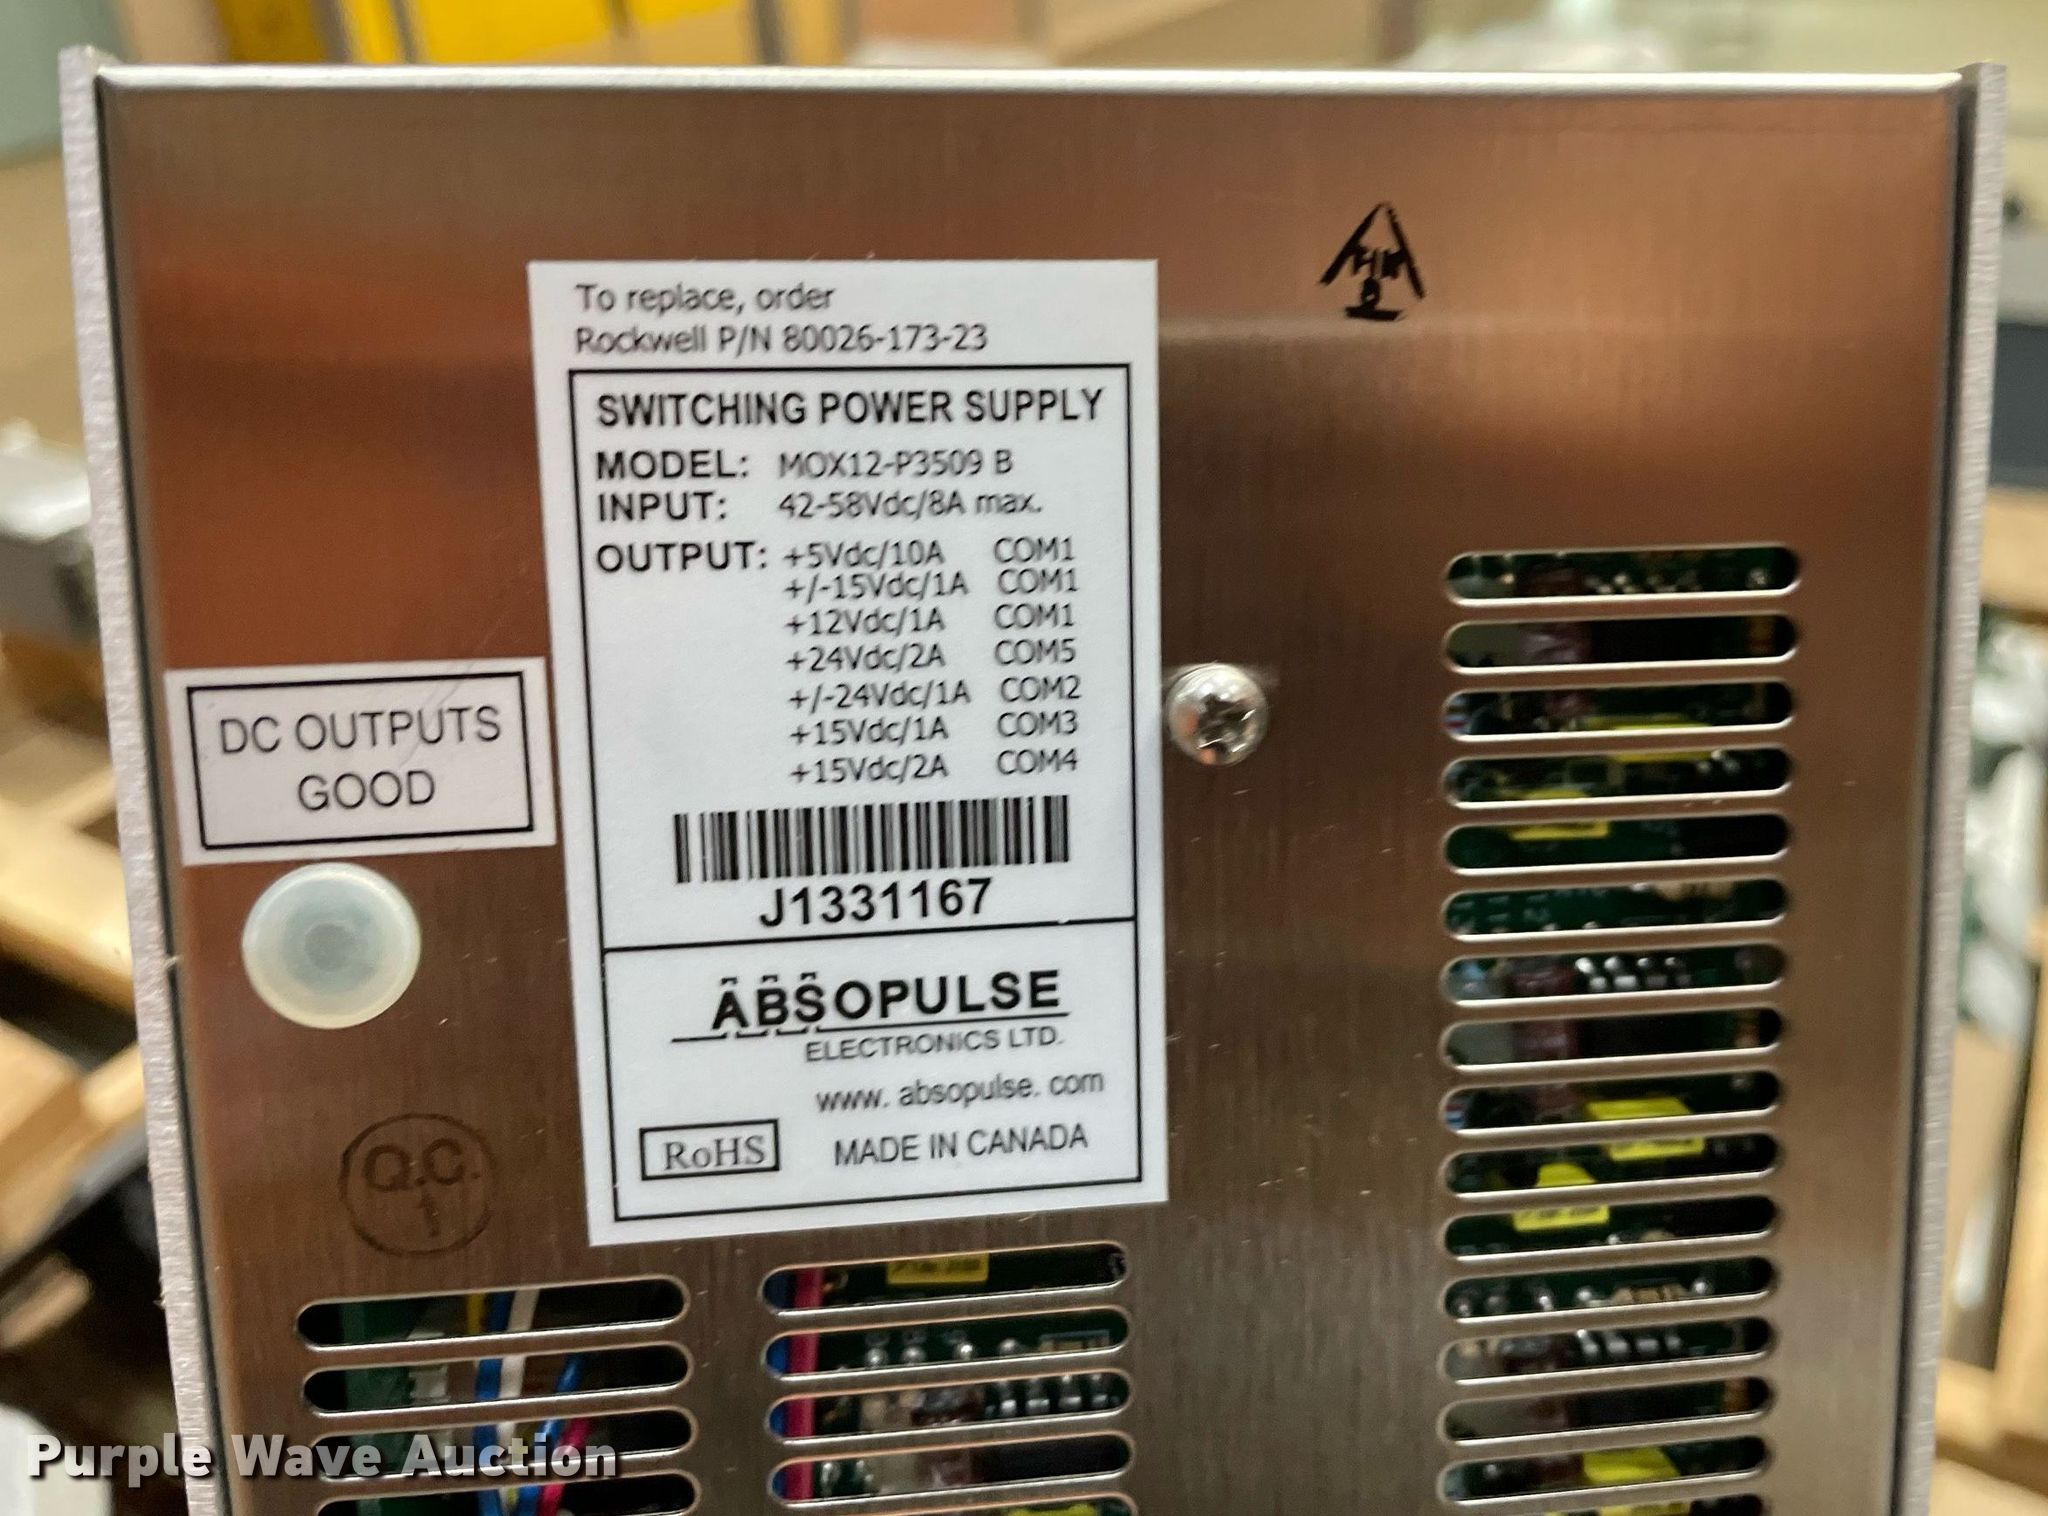 To replace, order
Rockwell P/N 80026-173-23
SWITCHING POWER SUPPLY
MODEL: MOX12-P3509 B
INPUT: 42-58Vdc/8A max.
OUTPUT: +5Vdc/10A COM1
+/-15Vdc/1A COM1
+12Vdc/1A COM1
+24Vdc/2A COM5
+/-24Vdc/1A COM2
+15Vdc/1A COM3
+15Vdc/2A COM4
J1331167
ABSOPULSE
ELECTRONICS LTD.
www. absopulse. com
RoHS MADE IN CANADA
DC OUTPUTS
GOOD
Q.C.
1
Purple Wave Auction